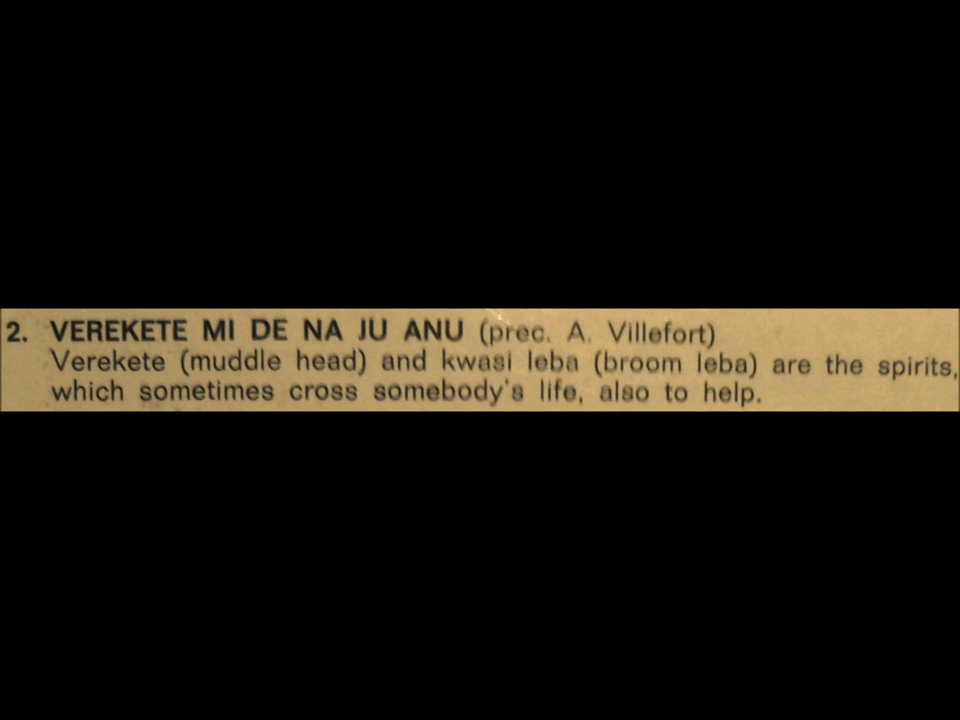 2. VEREKETE MI DE NA JU ANU (prec. A. Villefort)
Verekete (muddle head) and kwasi leba (broom leba) are the spirits,
which sometimes cross somebody's life, also to help.